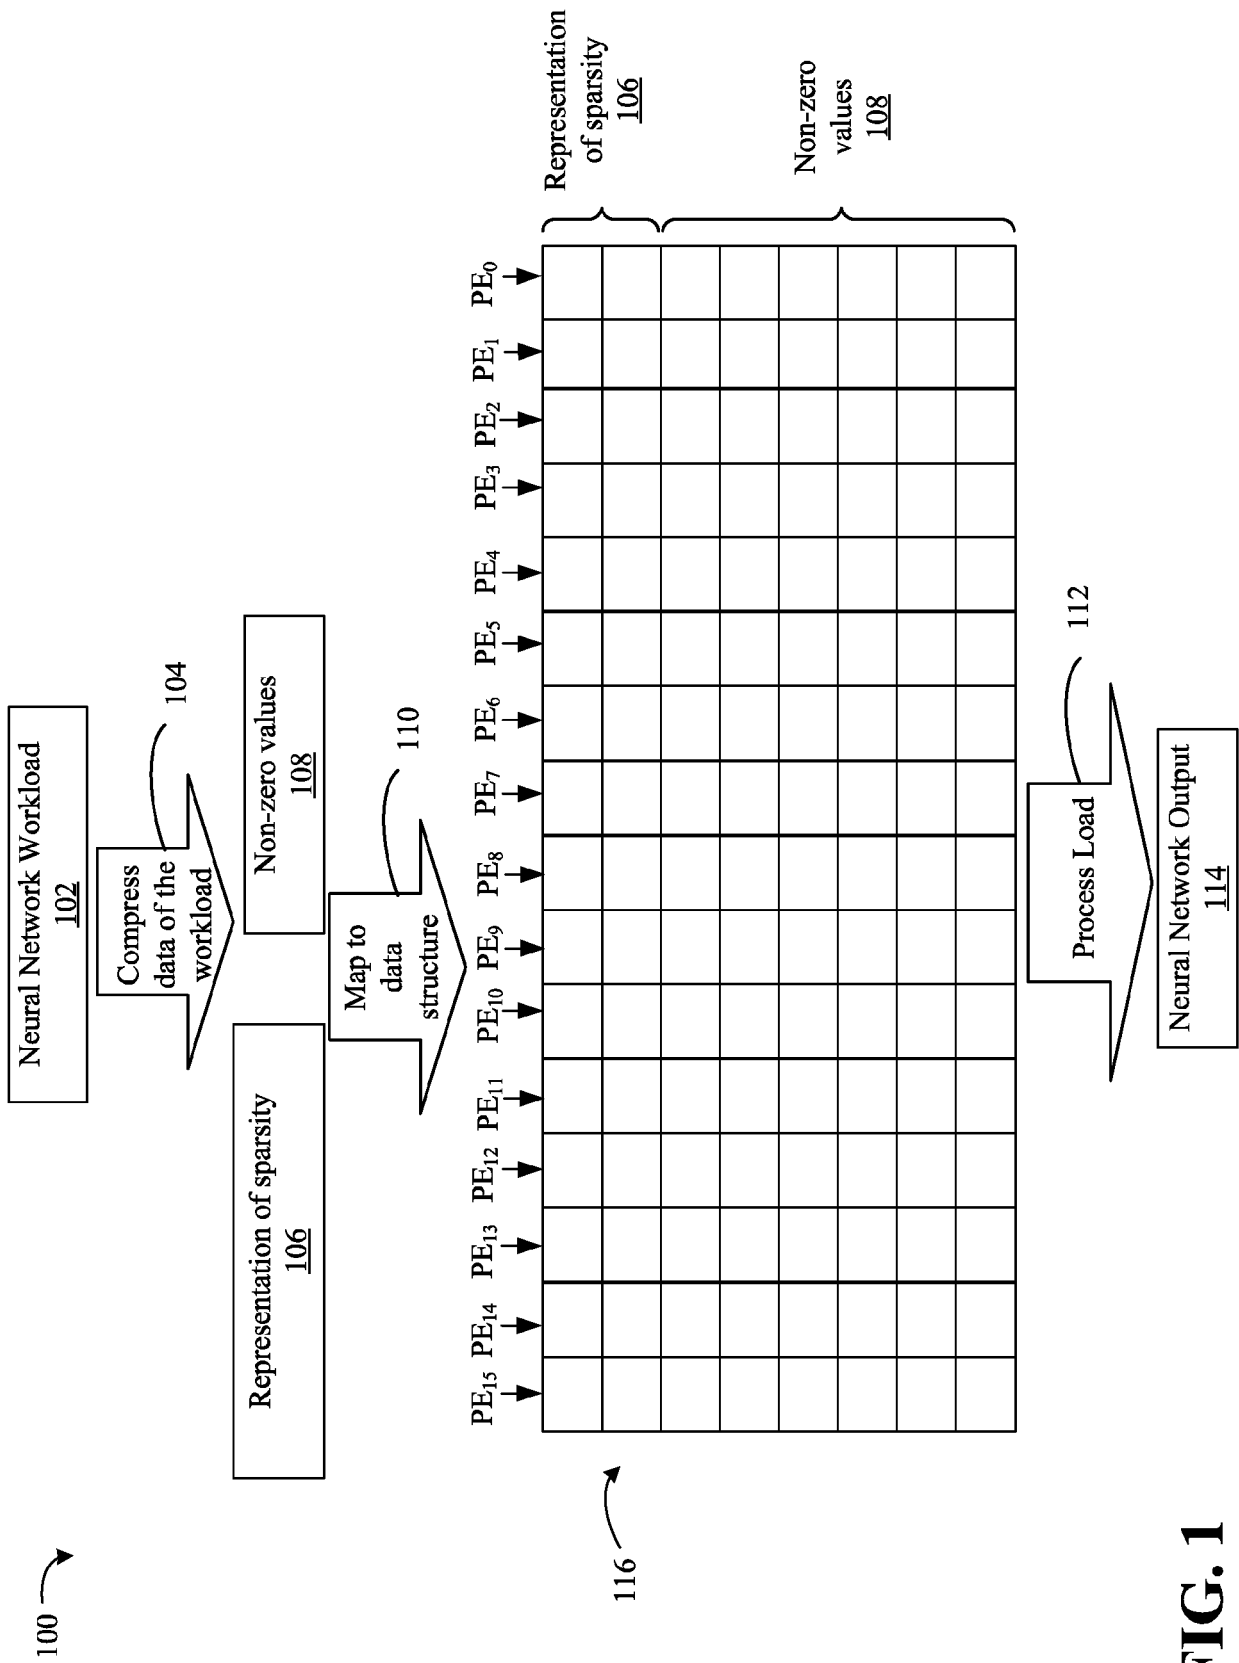 100
Neural Network Workload
102
Compress
data of the
workload
104
Representation of sparsity
106
Non-zero values
108
Map to
data
structure
110
PE15
PE14
PE13
PE12
PE11
PE10
PE9
PE8
PE7
PE6
PE5
PE4
PE3
PE2
PE1
PE0
Representation
of sparsity
106
Non-zero
values
108
116
Process Load
112
Neural Network Output
114
FIG. 1